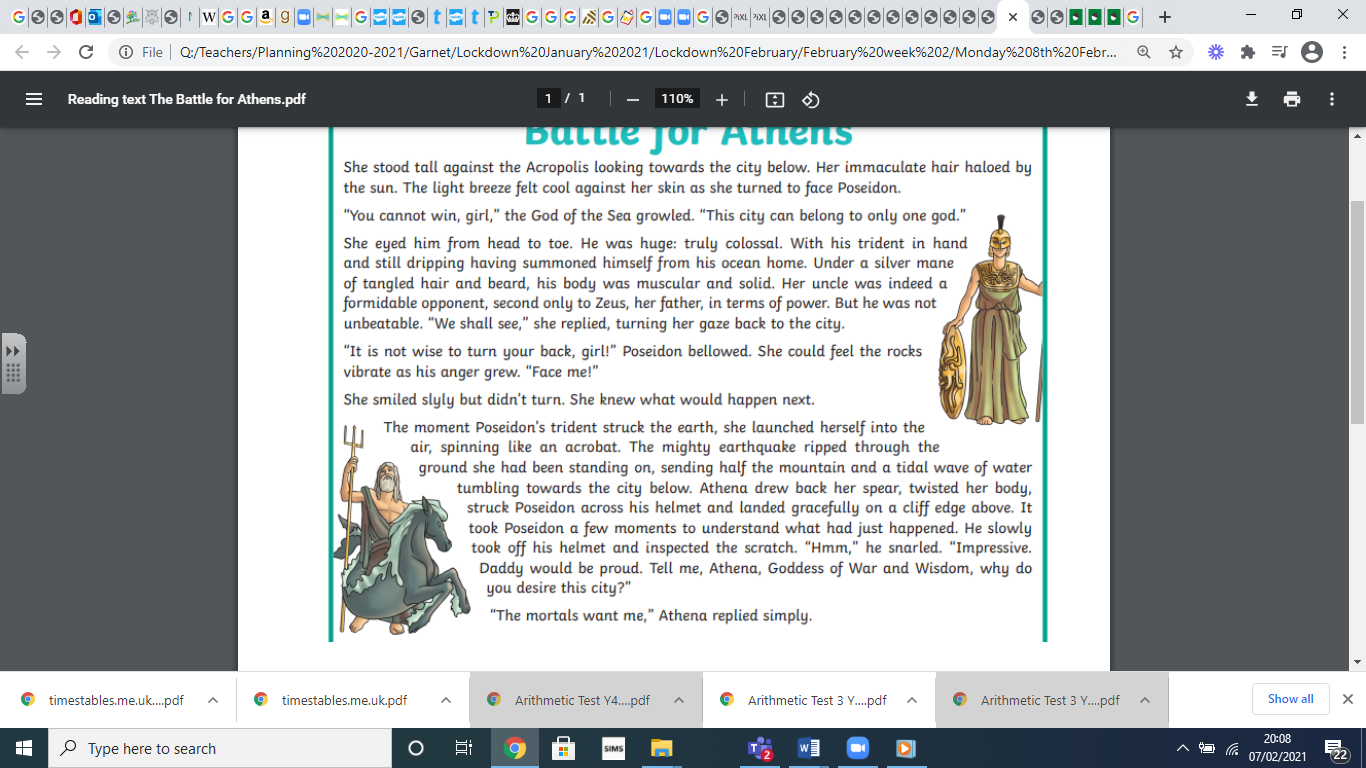 PiXL PiXL
File Q:/Teachers/Planning%202020-2021/Garnet/Lockdown%20January%202021/Lockdown%20February/February%20week%202/Monday%208th%20Febr...
Reading text The Battle for Athens.pdf 1 / 1 110%
Battle for Athens
She stood tall against the Acropolis looking towards the city below. Her immaculate hair haloed by
the sun. The light breeze felt cool against her skin as she turned to face Poseidon.
“You cannot win, girl,” the God of the Sea growled. “This city can belong to only one god.”
She eyed him from head to toe. He was huge: truly colossal. With his trident in hand
and still dripping having summoned himself from his ocean home. Under a silver mane
of tangled hair and beard, his body was muscular and solid. Her uncle was indeed a
formidable opponent, second only to Zeus, her father, in terms of power. But he was not
unbeatable. “We shall see,” she replied, turning her gaze back to the city.
“It is not wise to turn your back, girl!” Poseidon bellowed. She could feel the rocks
vibrate as his anger grew. “Face me!”
She smiled slyly but didn’t turn. She knew what would happen next.
The moment Poseidon’s trident struck the earth, she launched herself into the
air, spinning like an acrobat. The mighty earthquake ripped through the
ground she had been standing on, sending half the mountain and a tidal wave of water
tumbling towards the city below. Athena drew back her spear, twisted her body,
struck Poseidon across his helmet and landed gracefully on a cliff edge above. It
took Poseidon a few moments to understand what had just happened. He slowly
took off his helmet and inspected the scratch. “Hmm,” he snarled. “Impressive.
Daddy would be proud. Tell me, Athena, Goddess of War and Wisdom, why do
you desire this city?”
“The mortals want me,” Athena replied simply.
timestables.me.uk....pdf timestables.me.uk.pdf Arithmetic Test Y4....pdf Arithmetic Test 3 Y....pdf Arithmetic Test 3 Y....pdf Show all
Type here to search SIMS 2 20:08
07/02/2021 22